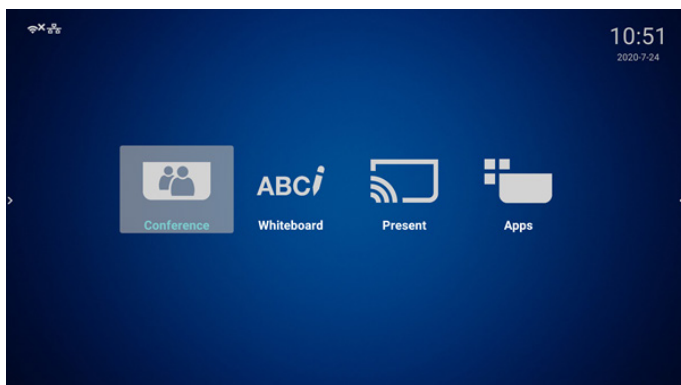 10:51
2020-7-24
ABC
Conference
Whiteboard
Present
Apps